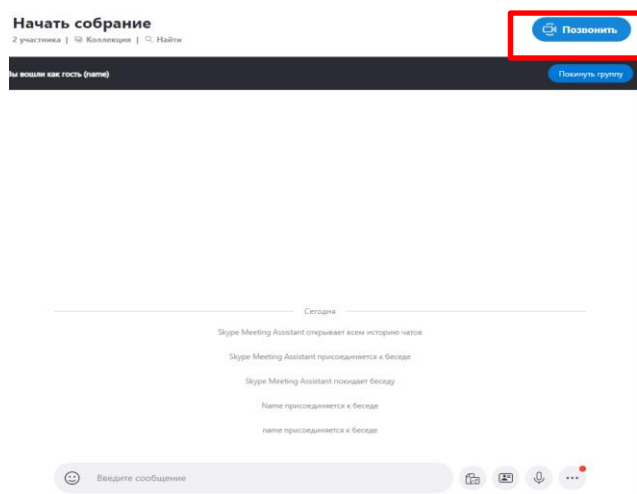 Начать собрание
Позвонить
2 участника | Коллекция | Найти
Вы вошли как гость (name)
Покинуть группу
Сегодня
Skype Meeting Assistant открывает всем историю чатов
Skype Meeting Assistant присоединяется к беседе
Skype Meeting Assistant покидает беседу
Name присоединяется к беседе
name присоединяется к беседе
Введите сообщение